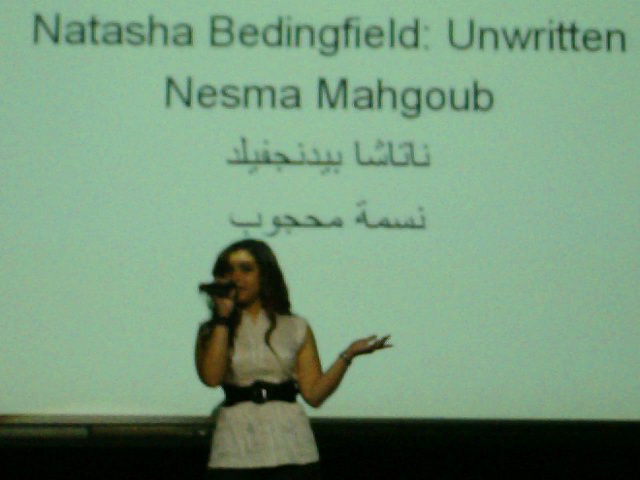 Natasha Bedingfield: Unwritten
Nesma Mahgoub
ناتاشا بيدنجفيلد
نسمة محجوب